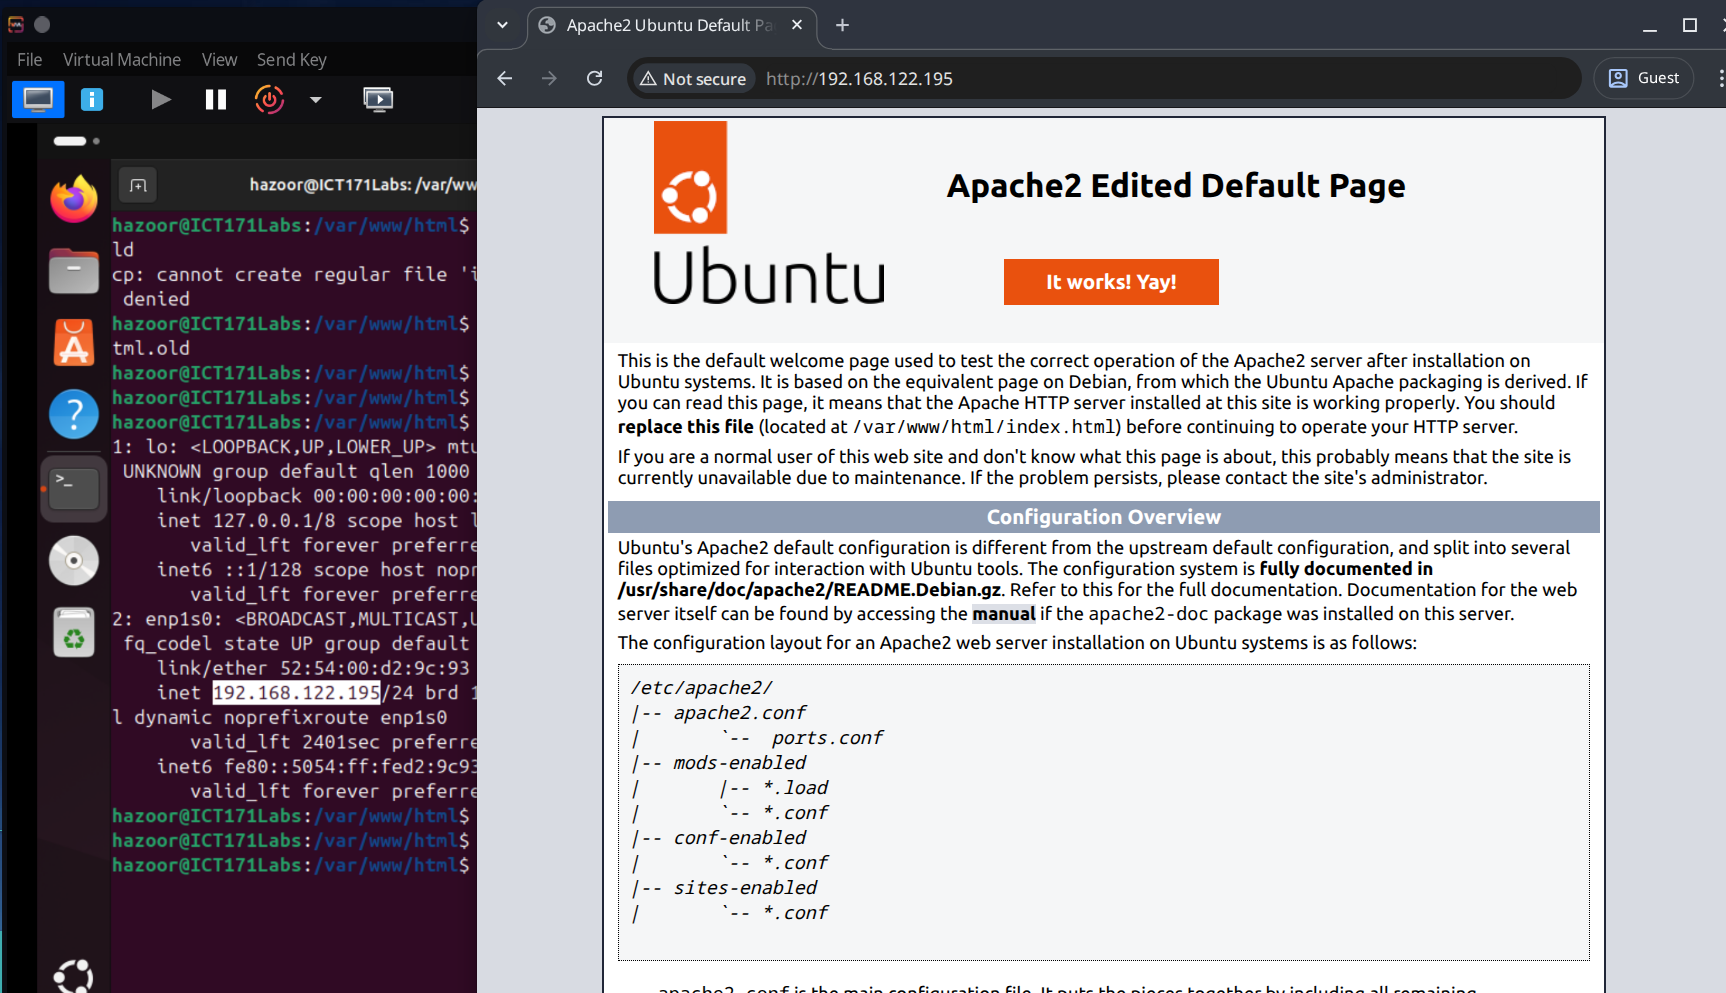 File Virtual Machine View Send Key
hazoor@ICT171Labs: /var/ww
hazoor@ICT171Labs:/var/www/html$
ld
cp: cannot create regular file 'i
denied
hazoor@ICT171Labs:/var/www/html$
tml.old
hazoor@ICT171Labs:/var/www/html$
hazoor@ICT171Labs:/var/www/html$
hazoor@ICT171Labs:/var/www/html$
1: lo: <LOOPBACK,UP,LOWER_UP> mtu
UNKNOWN group default qlen 1000
link/loopback 00:00:00:00:00:
inet 127.0.0.1/8 scope host l
valid_lft forever preferre
inet6 ::1/128 scope host nopr
valid_lft forever preferre
2: enp1s0: <BROADCAST,MULTICAST,U
fq_codel state UP group default
link/ether 52:54:00:d2:9c:93
inet 192.168.122.195/24 brd 1
l dynamic noprefixroute enp1s0
valid_lft 2401sec preferre
inet6 fe80::5054:ff:fed2:9c93
valid_lft forever preferre
hazoor@ICT171Labs:/var/www/html$
hazoor@ICT171Labs:/var/www/html$
hazoor@ICT171Labs:/var/www/html$
Apache2 Ubuntu Default Pa
Not secure http://192.168.122.195 Guest
Apache2 Edited Default Page
Ubuntu
It works! Yay!
This is the default welcome page used to test the correct operation of the Apache2 server after installation on
Ubuntu systems. It is based on the equivalent page on Debian, from which the Ubuntu Apache packaging is derived. If
you can read this page, it means that the Apache HTTP server installed at this site is working properly. You should
replace this file (located at /var/www/html/index.html) before continuing to operate your HTTP server.
If you are a normal user of this web site and don't know what this page is about, this probably means that the site is
currently unavailable due to maintenance. If the problem persists, please contact the site's administrator.
Configuration Overview
Ubuntu's Apache2 default configuration is different from the upstream default configuration, and split into several
files optimized for interaction with Ubuntu tools. The configuration system is fully documented in
/usr/share/doc/apache2/README.Debian.gz. Refer to this for the full documentation. Documentation for the web
server itself can be found by accessing the manual if the apache2-doc package was installed on this server.
The configuration layout for an Apache2 web server installation on Ubuntu systems is as follows:
/etc/apache2/
|-- apache2.conf
|       `--  ports.conf
|-- mods-enabled
|       |-- *.load
|       `-- *.conf
|-- conf-enabled
|       `-- *.conf
|-- sites-enabled
|       `-- *.conf
apache2.conf is the main configuration file. It puts the pieces together by including all remaining